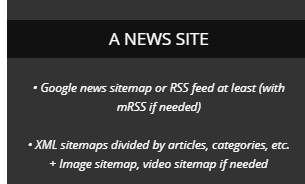 A NEWS SITE
• Google news sitemap or RSS feed at least (with
mRSS if needed)
• XML sitemaps divided by articles, categories, etc.
+ Image sitemap, video sitemap if needed